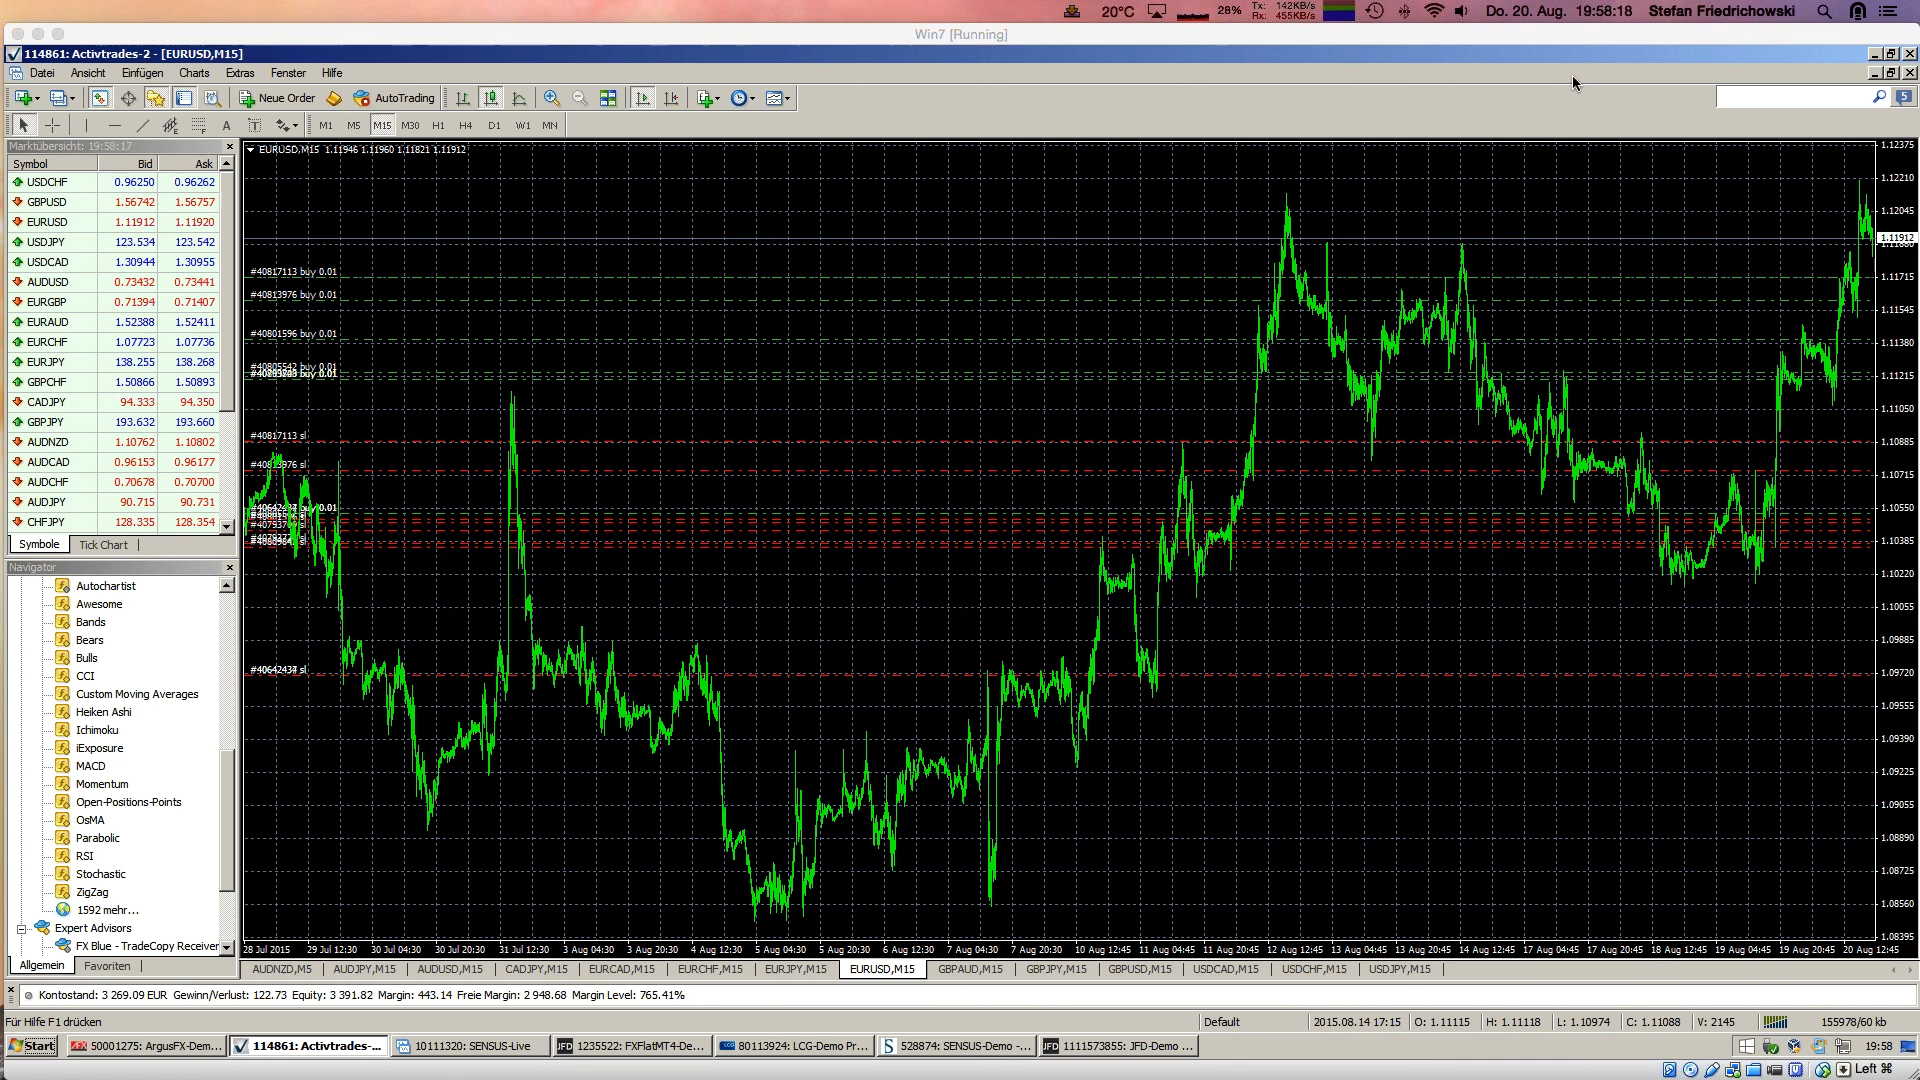 20°C 28% Tx: 142KB/s Rx: 455KB/s Do. 20. Aug. 19:58:18 Stefan Friedrichowski
Win7 [Running]
114861: Activtrades-2 - [EURUSD,M15]
Datei Ansicht Einfügen Charts Extras Fenster Hilfe
Neue Order AutoTrading
5
A T M1 M5 M15 M30 H1 H4 D1 W1 MN
Marktübersicht: 19:58:17
Symbol Bid Ask
USDCHF 0.96250 0.96262
GBPUSD 1.56742 1.56757
EURUSD 1.11912 1.11920
USDJPY 123.534 123.542
USDCAD 1.30944 1.30955
AUDUSD 0.73432 0.73441
EURGBP 0.71394 0.71407
EURAUD 1.52388 1.52411
EURCHF 1.07723 1.07736
EURJPY 138.255 138.268
GBPCHF 1.50866 1.50893
CADJPY 94.333 94.350
GBPJPY 193.632 193.660
AUDNZD 1.10762 1.10802
AUDCAD 0.96153 0.96177
AUDCHF 0.70678 0.70700
AUDJPY 90.715 90.731
CHFJPY 128.335 128.354
Symbole Tick Chart
Navigator
Autochartist
Awesome
Bands
Bears
Bulls
CCI
Custom Moving Averages
Heiken Ashi
Ichimoku
iExposure
MACD
Momentum
Open-Positions-Points
OsMA
Parabolic
RSI
Stochastic
ZigZag
1592 mehr...
Expert Advisors
FX Blue - TradeCopy Receiver
Allgemein Favoriten
EURUSD,M15 1.11946 1.11960 1.11821 1.11912
#40817113 buy 0.01
#40813976 buy 0.01
#40801596 buy 0.01
#40805542 buy 0.01
#40817113 sl
#40813976 sl
buy 0.01
sl
1.12375
1.12210
1.12045
1.11912
1.11715
1.11545
1.11380
1.11215
1.11050
1.10885
1.10715
1.10550
1.10385
1.10220
1.10055
1.09885
1.09720
1.09555
1.09390
1.09225
1.09055
1.08890
1.08725
1.08560
1.08395
28 Jul 2015 29 Jul 12:30 30 Jul 04:30 30 Jul 20:30 31 Jul 12:30 3 Aug 04:30 3 Aug 20:30 4 Aug 12:30 5 Aug 04:30 5 Aug 20:30 6 Aug 12:30 7 Aug 04:30 7 Aug 20:30 10 Aug 12:45 11 Aug 04:45 11 Aug 20:45 12 Aug 12:45 13 Aug 04:45 13 Aug 20:45 14 Aug 12:45 17 Aug 04:45 17 Aug 20:45 18 Aug 12:45 19 Aug 04:45 19 Aug 20:45 20 Aug 12:45
AUDNZD,M5 AUDJPY,M15 AUDUSD,M15 CADJPY,M15 EURCAD,M15 EURCHF,M15 EURJPY,M15 EURUSD,M15 GBPAUD,M15 GBPJPY,M15 GBPUSD,M15 USDCAD,M15 USDCHF,M15 USDJPY,M15
Kontostand: 3 269.09 EUR Gewinn/Verlust: 122.73 Equity: 3 391.82 Margin: 443.14 Freie Margin: 2 948.68 Margin Level: 765.41%
Für Hilfe F1 drücken Default 2015.08.14 17:15 O: 1.11115 H: 1.11118 L: 1.10974 C: 1.11088 V: 2145 155978/60 kb
Start 50001275: ArgusFX-Dem... 114861: Activtrades-... 10111320: SENSUS-Live JFD 1235522: FXFlatMT4-De... LCG 80113924: LCG-Demo Pr... S 528874: SENSUS-Demo -... JFD 1111573855: JFD-Demo ... 19:58
Left ⌘